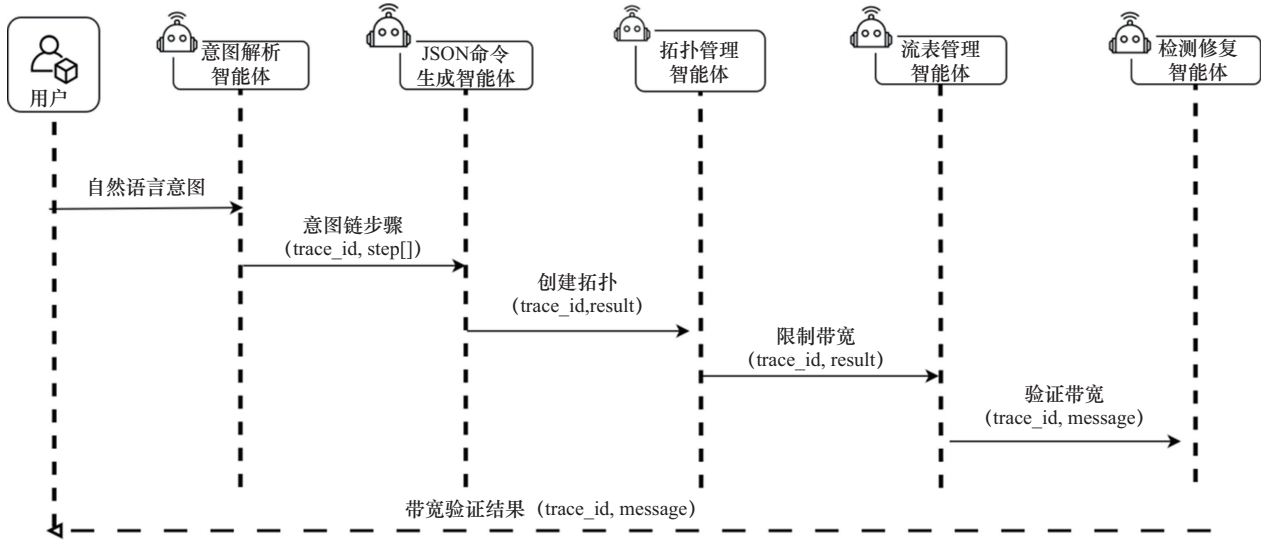 用户
意图解析
智能体
JSON命令
生成智能体
拓扑管理
智能体
流表管理
智能体
检测修复
智能体
自然语言意图
意图链步骤
(trace_id, step[])
创建拓扑
(trace_id,result)
限制带宽
(trace_id, result)
验证带宽
(trace_id, message)
带宽验证结果 (trace_id, message)